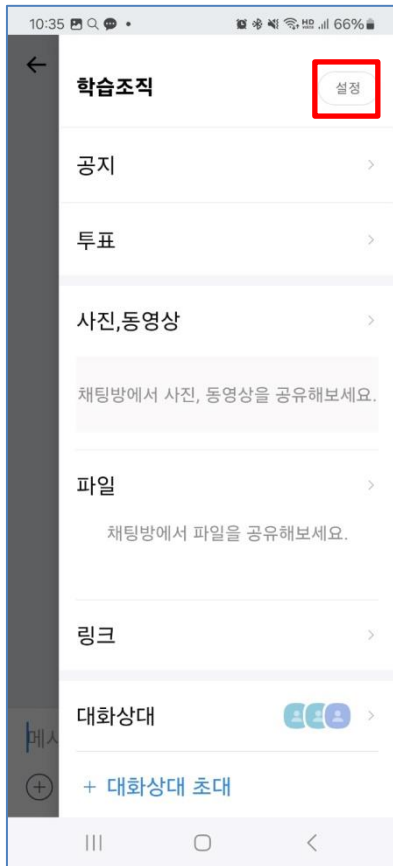 10:35 66%
학습조직
설정
공지
투표
사진,동영상
채팅방에서 사진, 동영상을 공유해보세요.
파일
채팅방에서 파일을 공유해보세요.
링크
대화상대
+ 대화상대 초대
메시